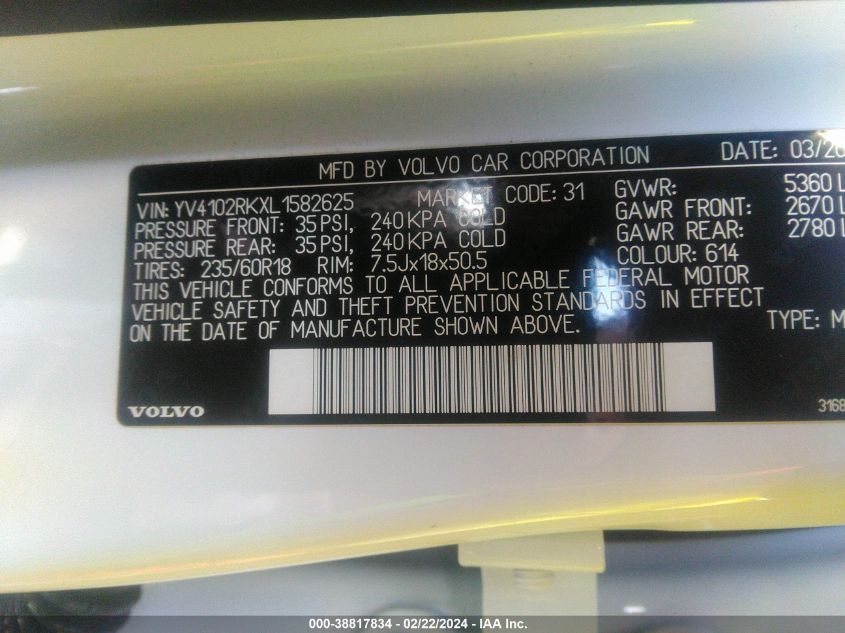 MFD BY VOLVO CAR CORPORATION DATE: 03/20
VIN: YV4102RKXL1582625 MARKET CODE: 31 GVWR: 5360 L
PRESSURE FRONT: 35 PSI, 240 KPA COLD GAWR FRONT: 2670 L
PRESSURE REAR: 35 PSI, 240 KPA COLD GAWR REAR: 2780 L
TIRES: 235/60R18 RIM: 7.5Jx18x50.5 COLOUR: 614
THIS VEHICLE CONFORMS TO ALL APPLICABLE FEDERAL MOTOR
VEHICLE SAFETY AND THEFT PREVENTION STANDARDS IN EFFECT
ON THE DATE OF MANUFACTURE SHOWN ABOVE. TYPE: M
VOLVO 3168
000-38817834 - 02/22/2024 - IAA Inc.